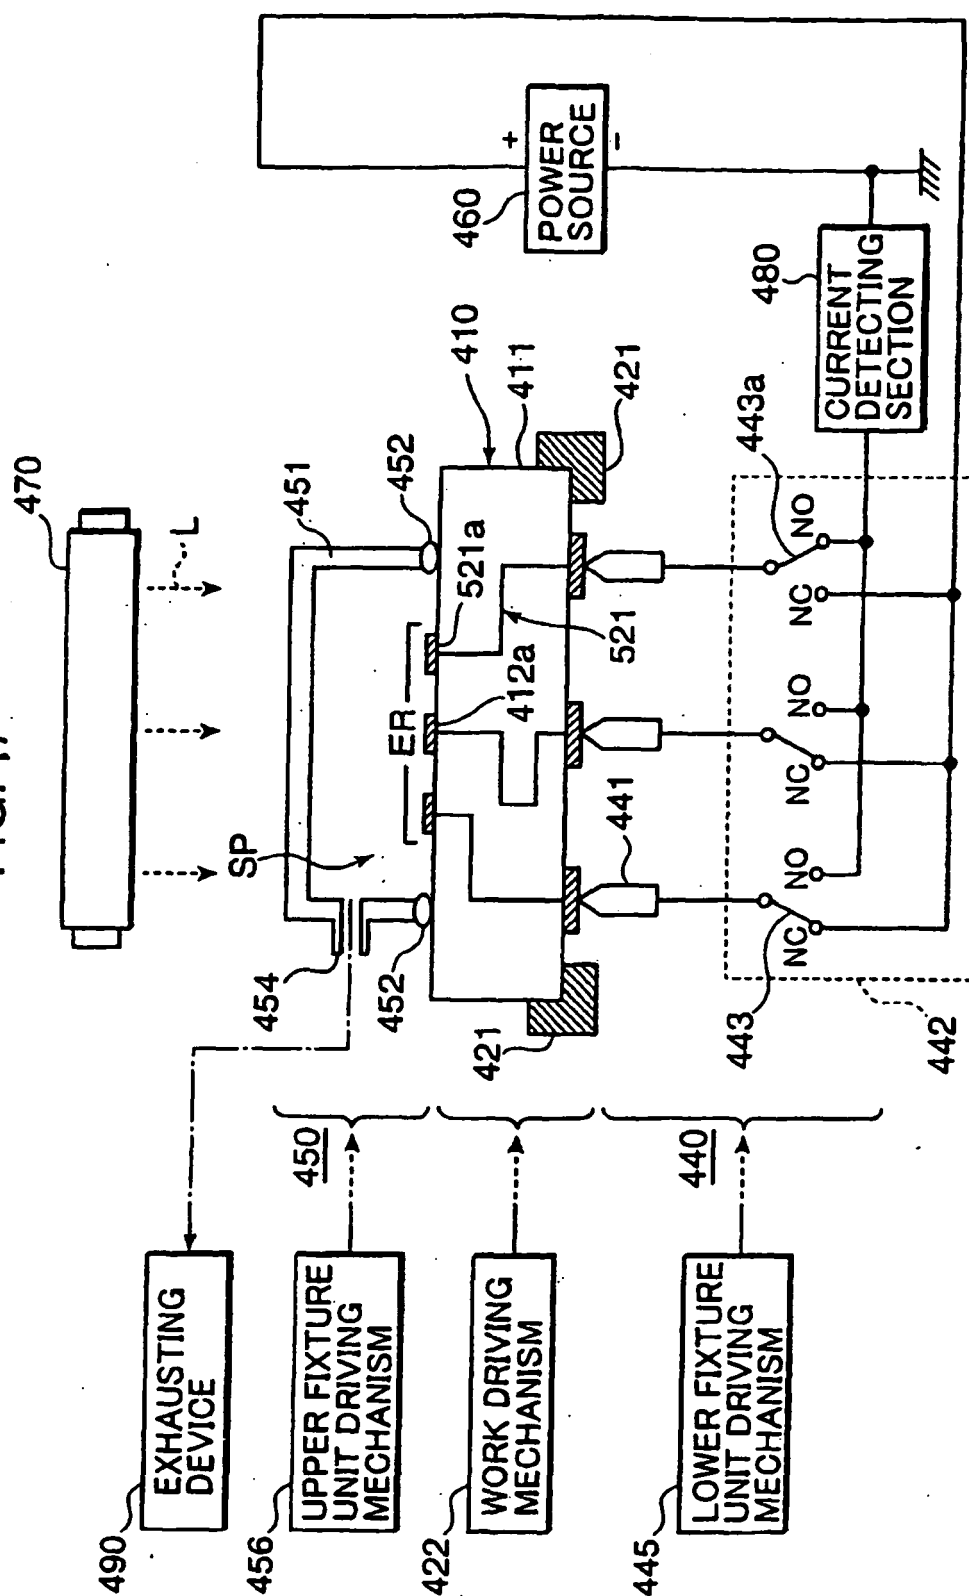 470
L
451
452
521a
410
411
421
460
+
POWER
SOURCE
-
480
CURRENT
DETECTING
SECTION
SP
ER
412a
521
454
452
421
441
443a
NO
NC
NO
NC
NO
NC
443
442
490
EXHAUSTING
DEVICE
450
456
UPPER FIXTURE
UNIT DRIVING
MECHANISM
422
WORK DRIVING
MECHANISM
440
445
LOWER FIXTURE
UNIT DRIVING
MECHANISM